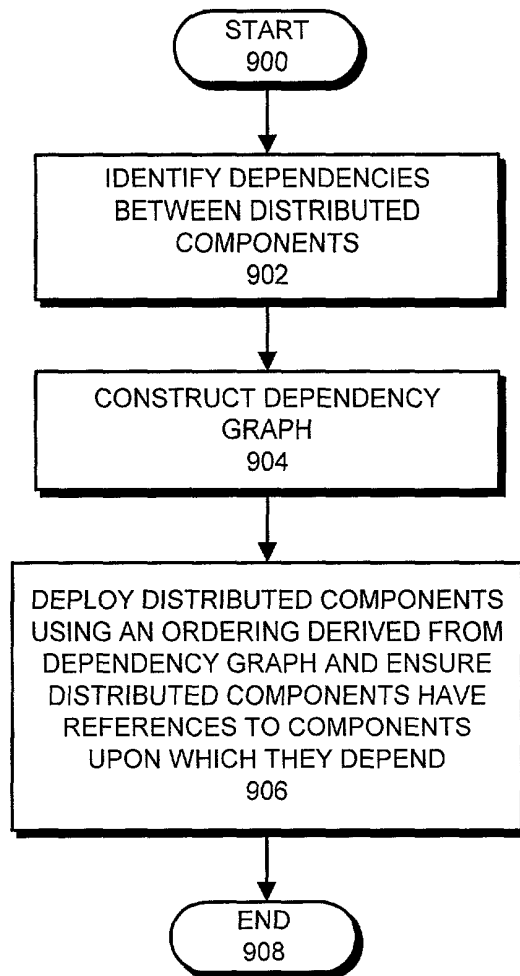 START
900
IDENTIFY DEPENDENCIES
BETWEEN DISTRIBUTED
COMPONENTS
902
CONSTRUCT DEPENDENCY
GRAPH
904
DEPLOY DISTRIBUTED COMPONENTS
USING AN ORDERING DERIVED FROM
DEPENDENCY GRAPH AND ENSURE
DISTRIBUTED COMPONENTS HAVE
REFERENCES TO COMPONENTS
UPON WHICH THEY DEPEND
906
END
908